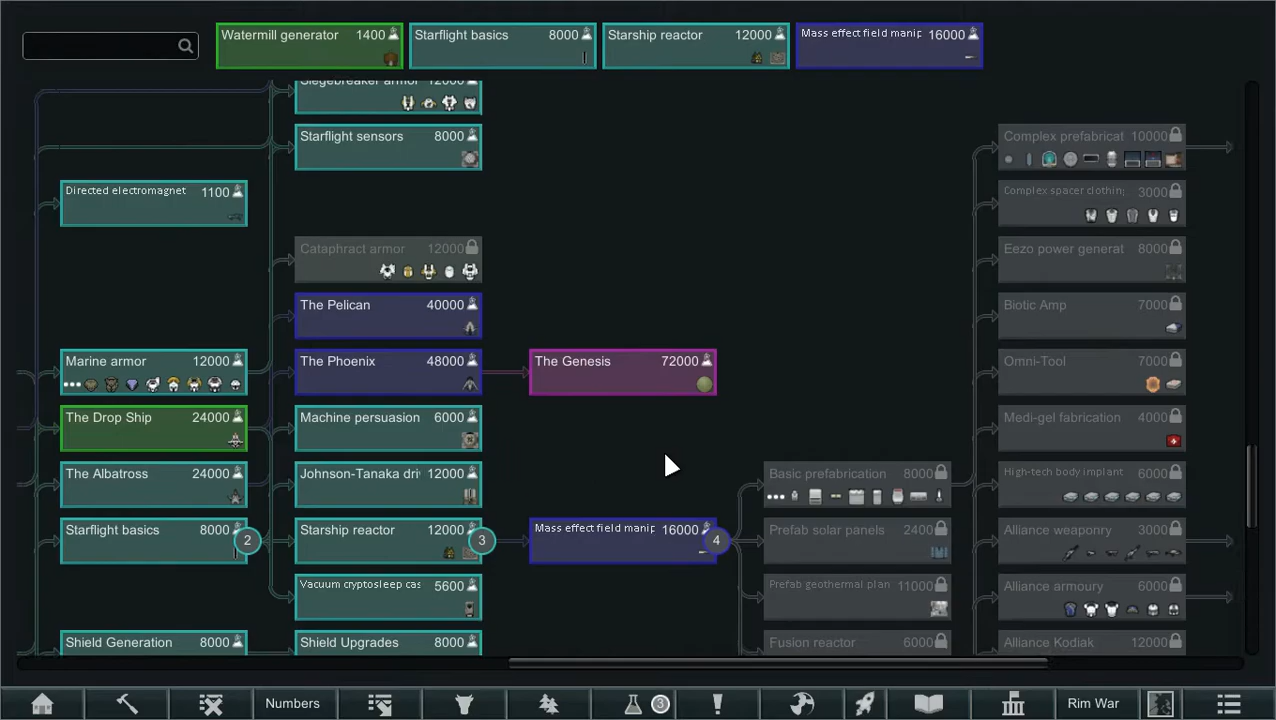 Watermill generator 1400
Starflight basics 8000
Starship reactor 12000
Mass effect field manip 16000
Siegebreaker armor 12000
Starflight sensors 8000
Complex prefabricat 10000
Directed electromagnet 1100
Complex spacer clothin 3000
Cataphract armor 12000
Eezo power generat 8000
The Pelican 40000
Biotic Amp 7000
Marine armor 12000
The Phoenix 48000
The Genesis 72000
Omni-Tool 7000
The Drop Ship 24000
Machine persuasion 6000
Medi-gel fabrication 4000
The Albatross 24000
Johnson-Tanaka dri 12000
Basic prefabrication 8000
High-tech body implant 6000
Starflight basics 8000
2
Starship reactor 12000
3
Mass effect field manip 16000
4
Prefab solar panels 2400
Alliance weaponry 3000
Vacuum cryptosleep cas 5600
Prefab geothermal plan 11000
Alliance armoury 6000
Shield Generation 8000
Shield Upgrades 8000
Fusion reactor 6000
Alliance Kodiak 12000
Numbers
3
Rim War